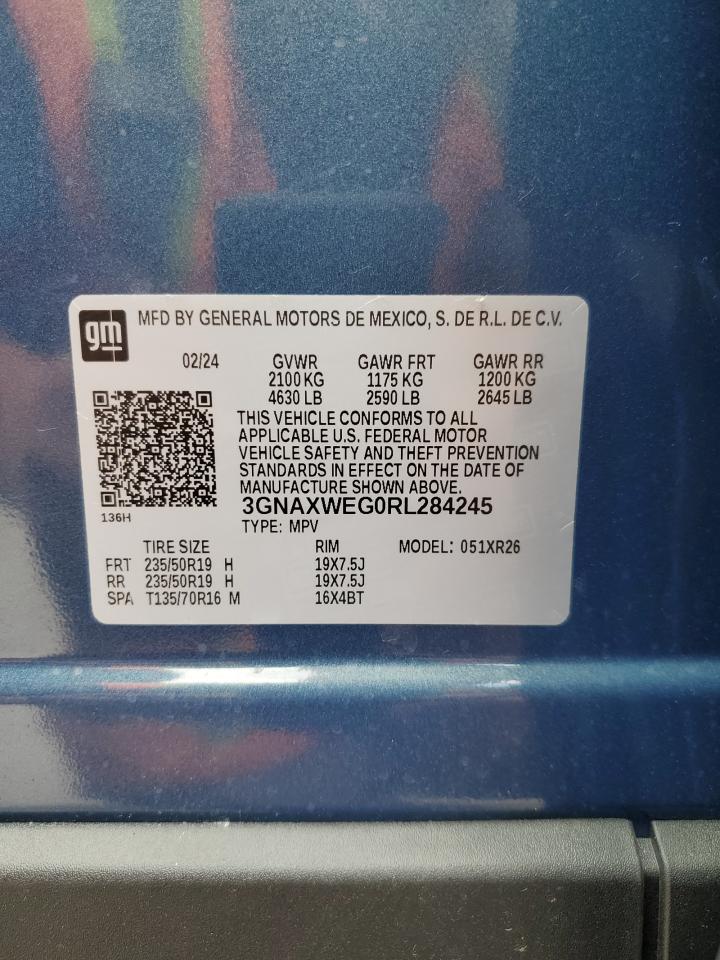 gm
MFD BY GENERAL MOTORS DE MEXICO, S. DE R.L. DE C.V.
02/24 GVWR GAWR FRT GAWR RR
2100 KG 1175 KG 1200 KG
4630 LB 2590 LB 2645 LB
THIS VEHICLE CONFORMS TO ALL
APPLICABLE U.S. FEDERAL MOTOR
VEHICLE SAFETY AND THEFT PREVENTION
STANDARDS IN EFFECT ON THE DATE OF
MANUFACTURE SHOWN ABOVE.
136H
3GNAXWEG0RL284245
TYPE: MPV
TIRE SIZE RIM MODEL: 051XR26
FRT 235/50R19 H 19X7.5J
RR 235/50R19 H 19X7.5J
SPA T135/70R16 M 16X4BT